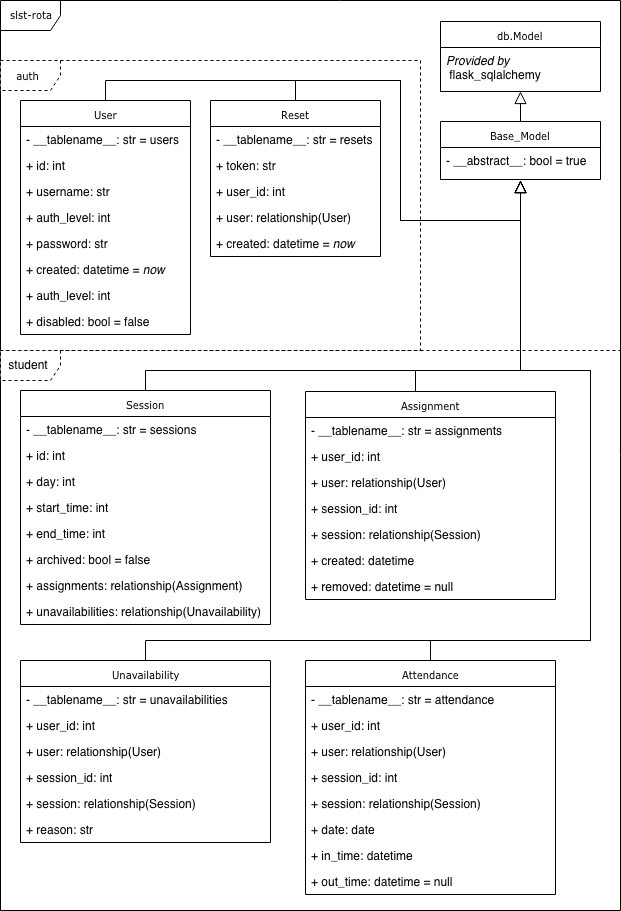 slst-rota
db.Model
Provided by
flask_sqlalchemy
Base_Model
- __abstract__: bool = true
auth
User
- __tablename__: str = users
+ id: int
+ username: str
+ auth_level: int
+ password: str
+ created: datetime = now
+ auth_level: int
+ disabled: bool = false
Reset
- __tablename__: str = resets
+ token: str
+ user_id: int
+ user: relationship(User)
+ created: datetime = now
student
Session
- __tablename__: str = sessions
+ id: int
+ day: int
+ start_time: int
+ end_time: int
+ archived: bool = false
+ assignments: relationship(Assignment)
+ unavailabilities: relationship(Unavailability)
Assignment
- __tablename__: str = assignments
+ user_id: int
+ user: relationship(User)
+ session_id: int
+ session: relationship(Session)
+ created: datetime
+ removed: datetime = null
Unavailability
- __tablename__: str = unavailabilities
+ user_id: int
+ user: relationship(User)
+ session_id: int
+ session: relationship(Session)
+ reason: str
Attendance
- __tablename__: str = attendance
+ user_id: int
+ user: relationship(User)
+ session_id: int
+ session: relationship(Session)
+ date: date
+ in_time: datetime
+ out_time: datetime = null